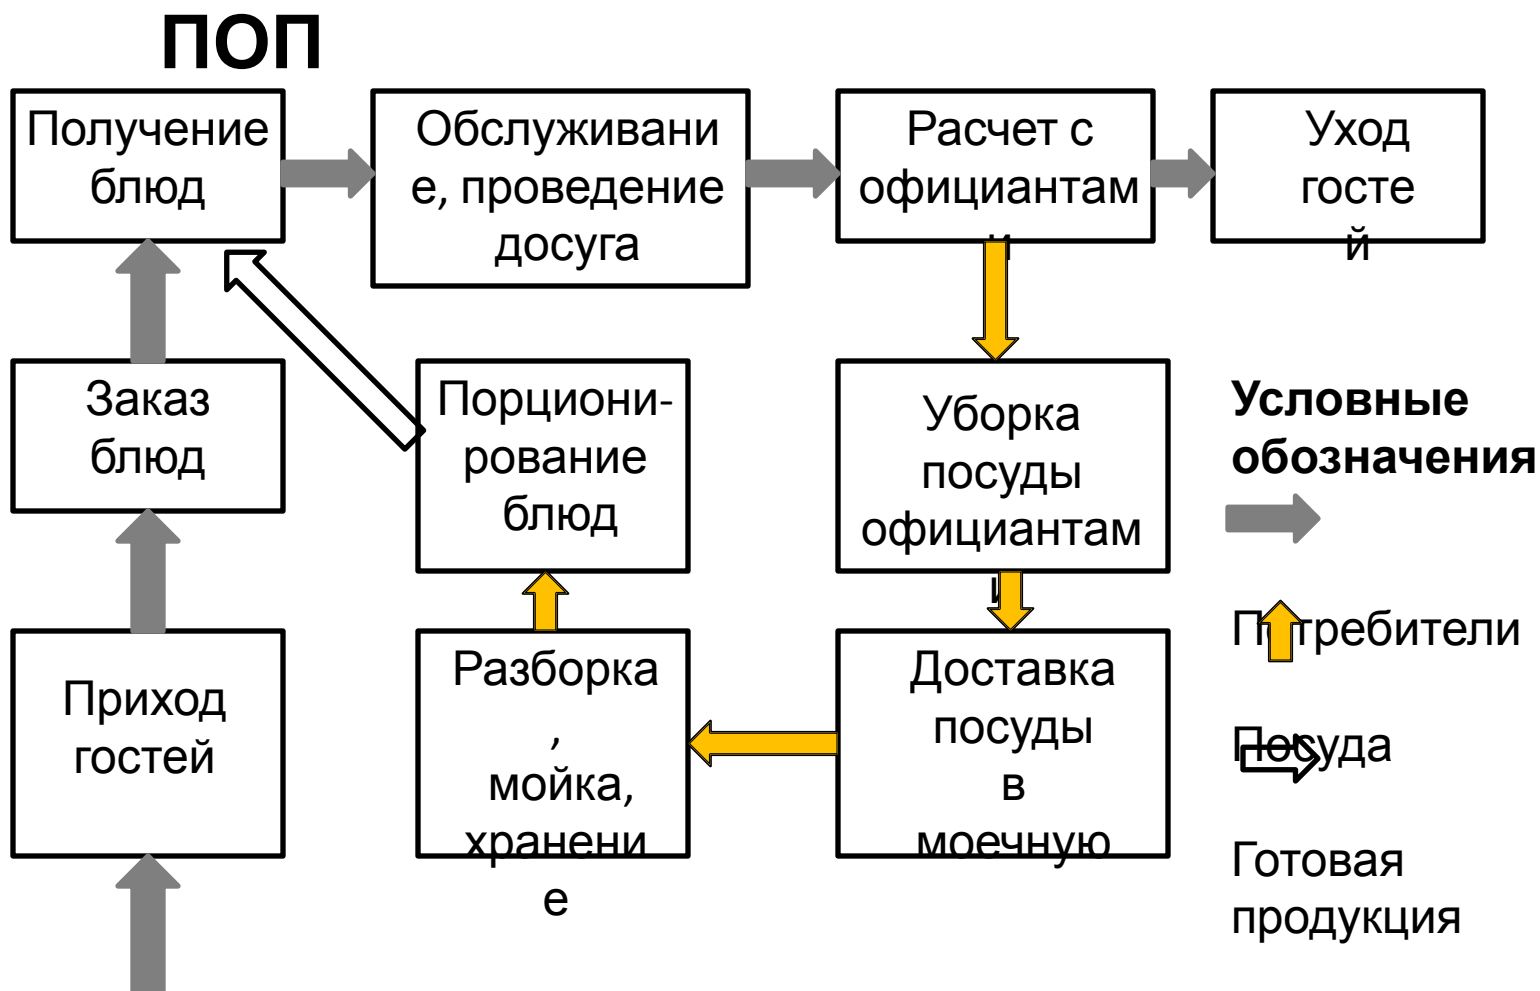 ПОП
Получение
блюд
Обслуживани
е, проведение
досуга
Расчет с
официантам
и
Уход
госте
й
Заказ
блюд
Порциони-
рование
блюд
Уборка
посуды
официантам
и
Условные
обозначения
Приход
гостей
Разборка
,
мойка,
хранени
е
Доставка
посуды
в
моечную
Потребители
Посуда
Готовая
продукция